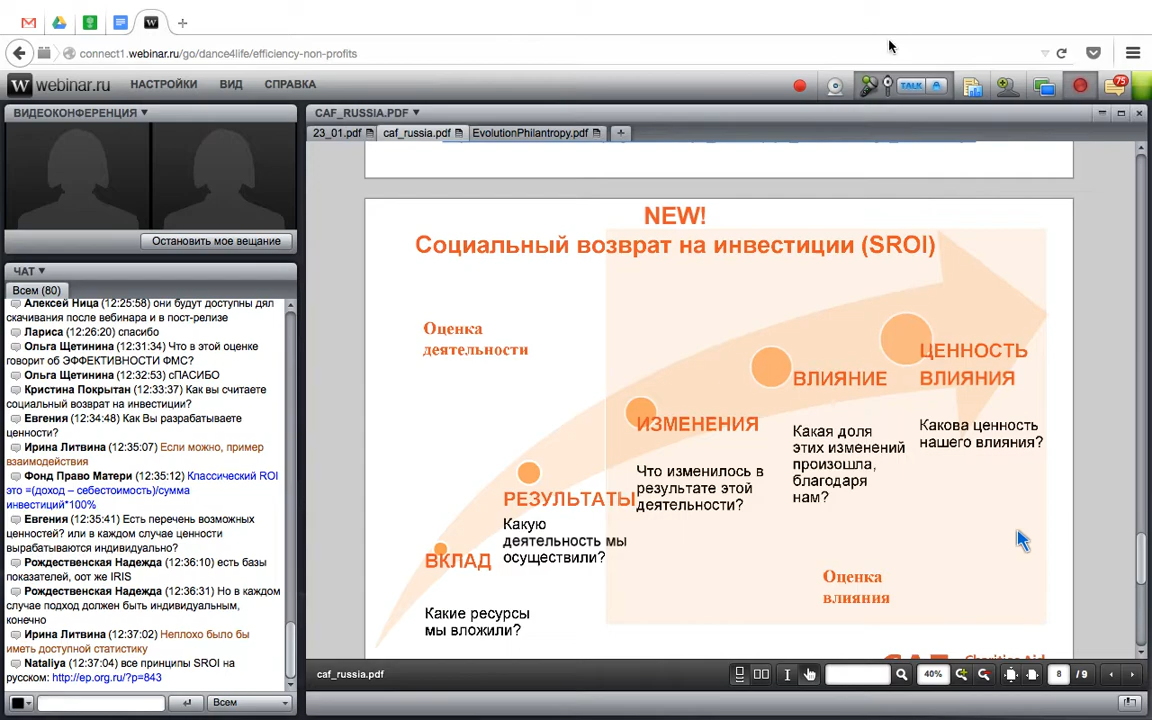 connect1.webinar.ru/go/dance4life/efficiency-non-profits
W webinar.ru НАСТРОЙКИ ВИД СПРАВКА
TALK A 75
ВИДЕОКОНФЕРЕНЦИЯ
Остановить мое вещание
ЧАТ
Всем (80)
Алексей Ница (12:25:58) они будут доступны дял
скачивания после вебинара и в пост-релизе
Лариса (12:26:20) спасибо
Ольга Щетинина (12:31:34) Что в этой оценке
говорит об ЭФФЕКТИВНОСТИ ФМС?
Ольга Щетинина (12:32:53) сПАСИБО
Кристина Покрытан (12:33:37) Как вы считаете
социальный возврат на инвестиции?
Евгения (12:34:48) Как Вы разрабатываете
ценности?
Ирина Литвина (12:35:07) Если можно, пример
взаимодействия
Фонд Право Матери (12:35:12) Классический ROI
это =(доход – себестоимость)/сумма
инвестиций*100%
Евгения (12:35:41) Есть перечень возможных
ценностей? или в каждом случае ценности
вырабатываются индивидуально?
Рождественская Надежда (12:36:10) есть базы
показателей, оот же IRIS
Рождественская Надежда (12:36:31) Но в каждом
случае подход должен быть индивидуальным,
конечно
Ирина Литвина (12:37:02) Неплохо было бы
иметь доступной статистику
Nataliya (12:37:04) все принципы SROI на
русском: http://ep.org.ru/?p=843
Всем
CAF_RUSSIA.PDF
23_01.pdf caf_russia.pdf EvolutionPhilantropy.pdf
NEW!
Социальный возврат на инвестиции (SROI)
Оценка
деятельности
ВКЛАД
Какие ресурсы
мы вложили?
РЕЗУЛЬТАТЫ
Какую
деятельность мы
осуществили?
ИЗМЕНЕНИЯ
Что изменилось в
результате этой
деятельности?
ВЛИЯНИЕ
Какая доля
этих изменений
произошла,
благодаря
нам?
ЦЕННОСТЬ
ВЛИЯНИЯ
Какова ценность
нашего влияния?
Оценка
влияния
CAF Charities Aid
caf_russia.pdf 40% 8 / 9